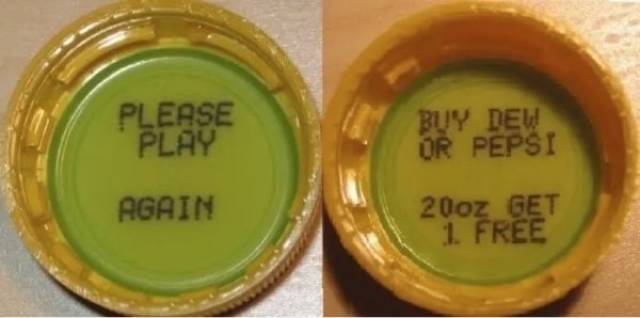 PLEASE
PLAY
AGAIN
BUY DEW
OR PEPSI
20oz GET
1 FREE